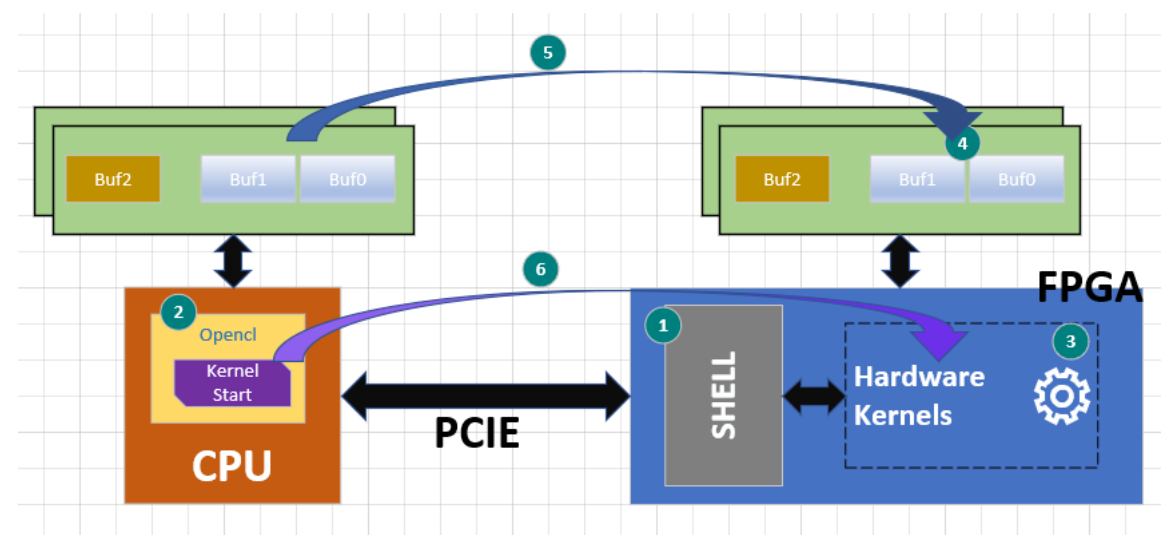 5
4
Buf2
Buf1
Buf0
Buf2
Buf1
Buf0
6
FPGA
2
Opencl
Kernel
Start
CPU
PCIE
1
SHELL
3
Hardware
Kernels